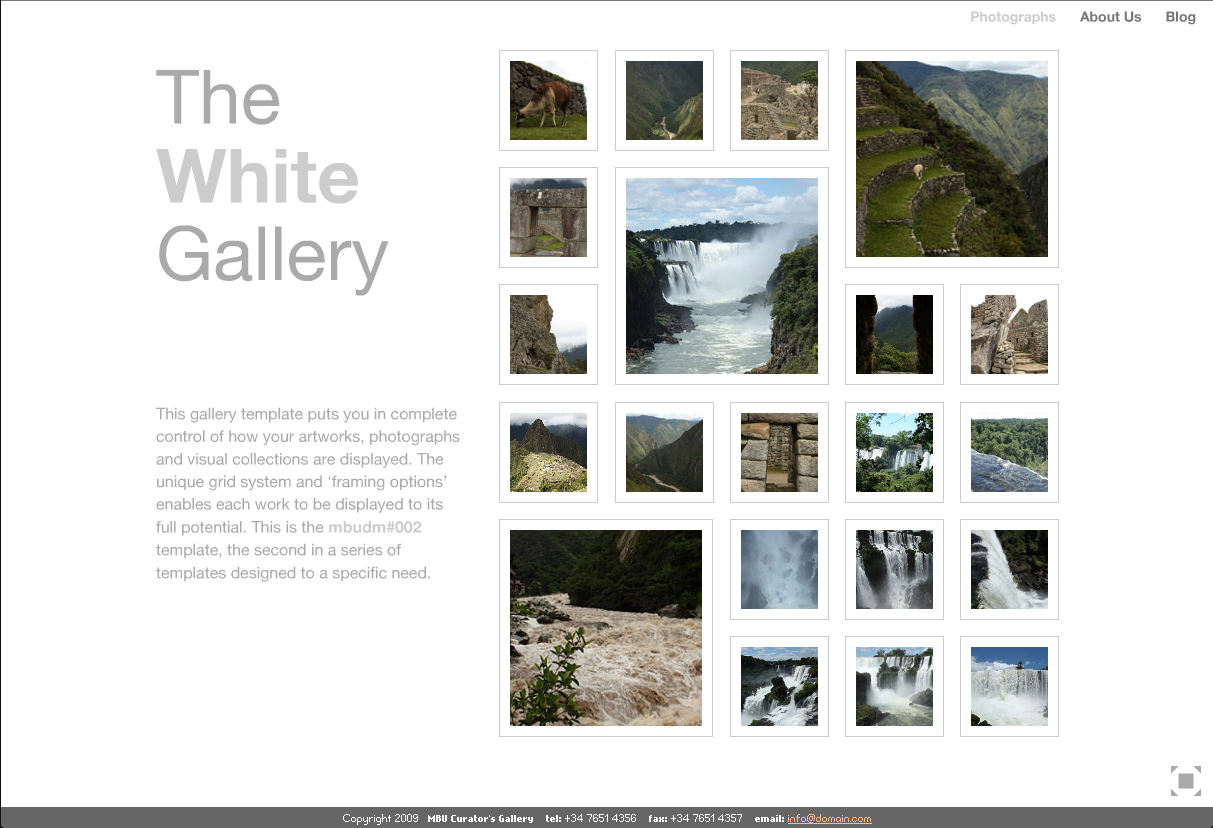 Photographs About Us Blog
The
White
Gallery
This gallery template puts you in complete
control of how your artworks, photographs
and visual collections are displayed. The
unique grid system and ‘framing options’
enables each work to be displayed to its
full potential. This is the mbudm#002
template, the second in a series of
templates designed to a specific need.
Copyright 2009 MBU Curator's Gallery tel: +34 7651 4356 fax: +34 7651 4357 email: info@domain.com